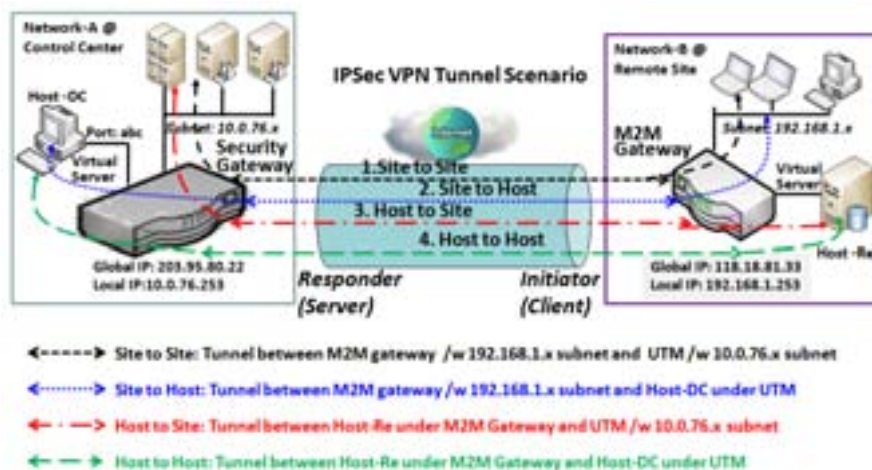 Network-A @
Control Center
Host -DC
Port: abc
Virtual
Server
Subnet: 10.0.76.x
Security
Gateway
IPSec VPN Tunnel Scenario
Internet
1.Site to Site
2. Site to Host
3. Host to Site
4. Host to Host
Responder
(Server)
Initiator
(Client)
Global IP: 203.95.80.22
Local IP:10.0.76.253
Network-B @
Remote Site
Subnet: 192.168.1.x
M2M
Gateway
Virtual
Server
Host -Re
Global IP: 118.18.81.33
Local IP: 192.168.1.253
Site to Site: Tunnel between M2M gateway /w 192.168.1.x subnet and UTM /w 10.0.76.x subnet
Site to Host: Tunnel between M2M gateway /w 192.168.1.x subnet and Host-DC under UTM
Host to Site: Tunnel between Host-Re under M2M Gateway and UTM /w 10.0.76.x subnet
Host to Host: Tunnel between Host-Re under M2M Gateway and Host-DC under UTM